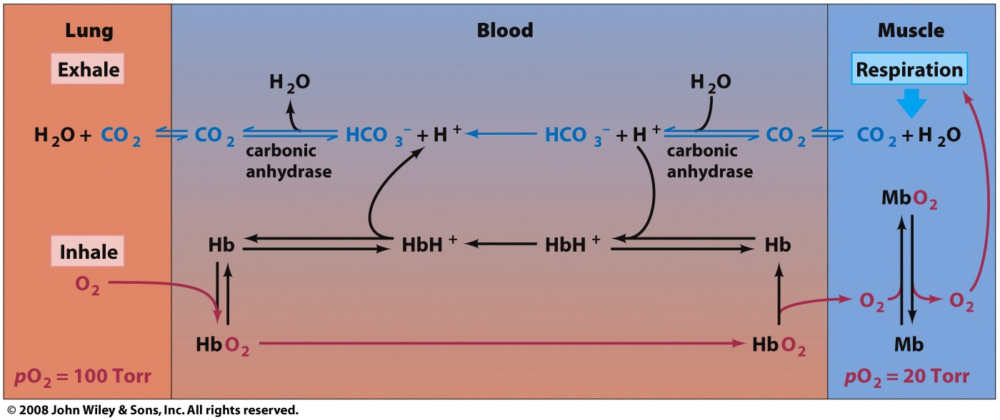 Lung Blood Muscle
Exhale Respiration
H2O H2O
H2O + CO2 CO2 HCO3− + H+ HCO3− + H+ CO2 CO2 + H2O
carbonic anhydrase carbonic anhydrase
MbO2
Inhale Hb HbH+ HbH+ Hb
O2 O2 O2
HbO2 HbO2 Mb
pO2 = 100 Torr pO2 = 20 Torr
© 2008 John Wiley & Sons, Inc. All rights reserved.